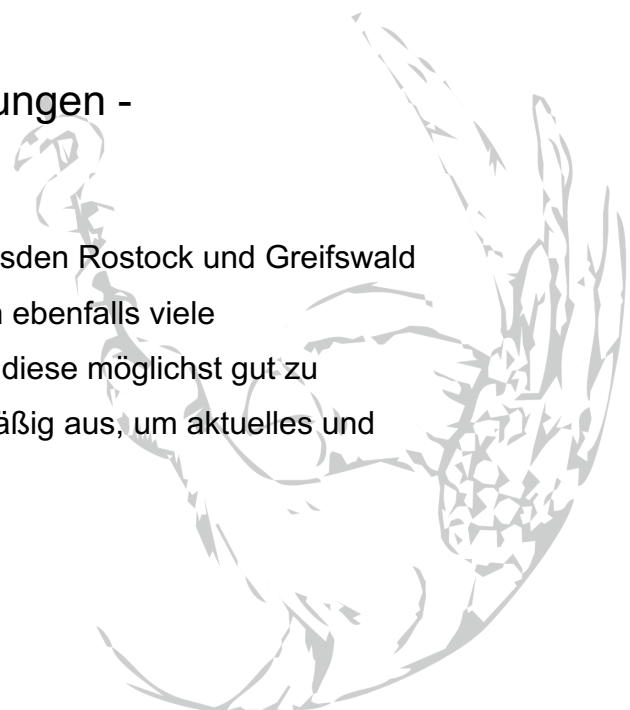 ungen -
sden Rostock und Greifswald
n ebenfalls viele
diese möglichst gut zu
äßig aus, um aktuelles und